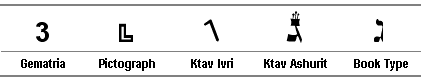 3 ג ג
Gematria Pictograph Ktav Ivri Ktav Ashurit Book Type